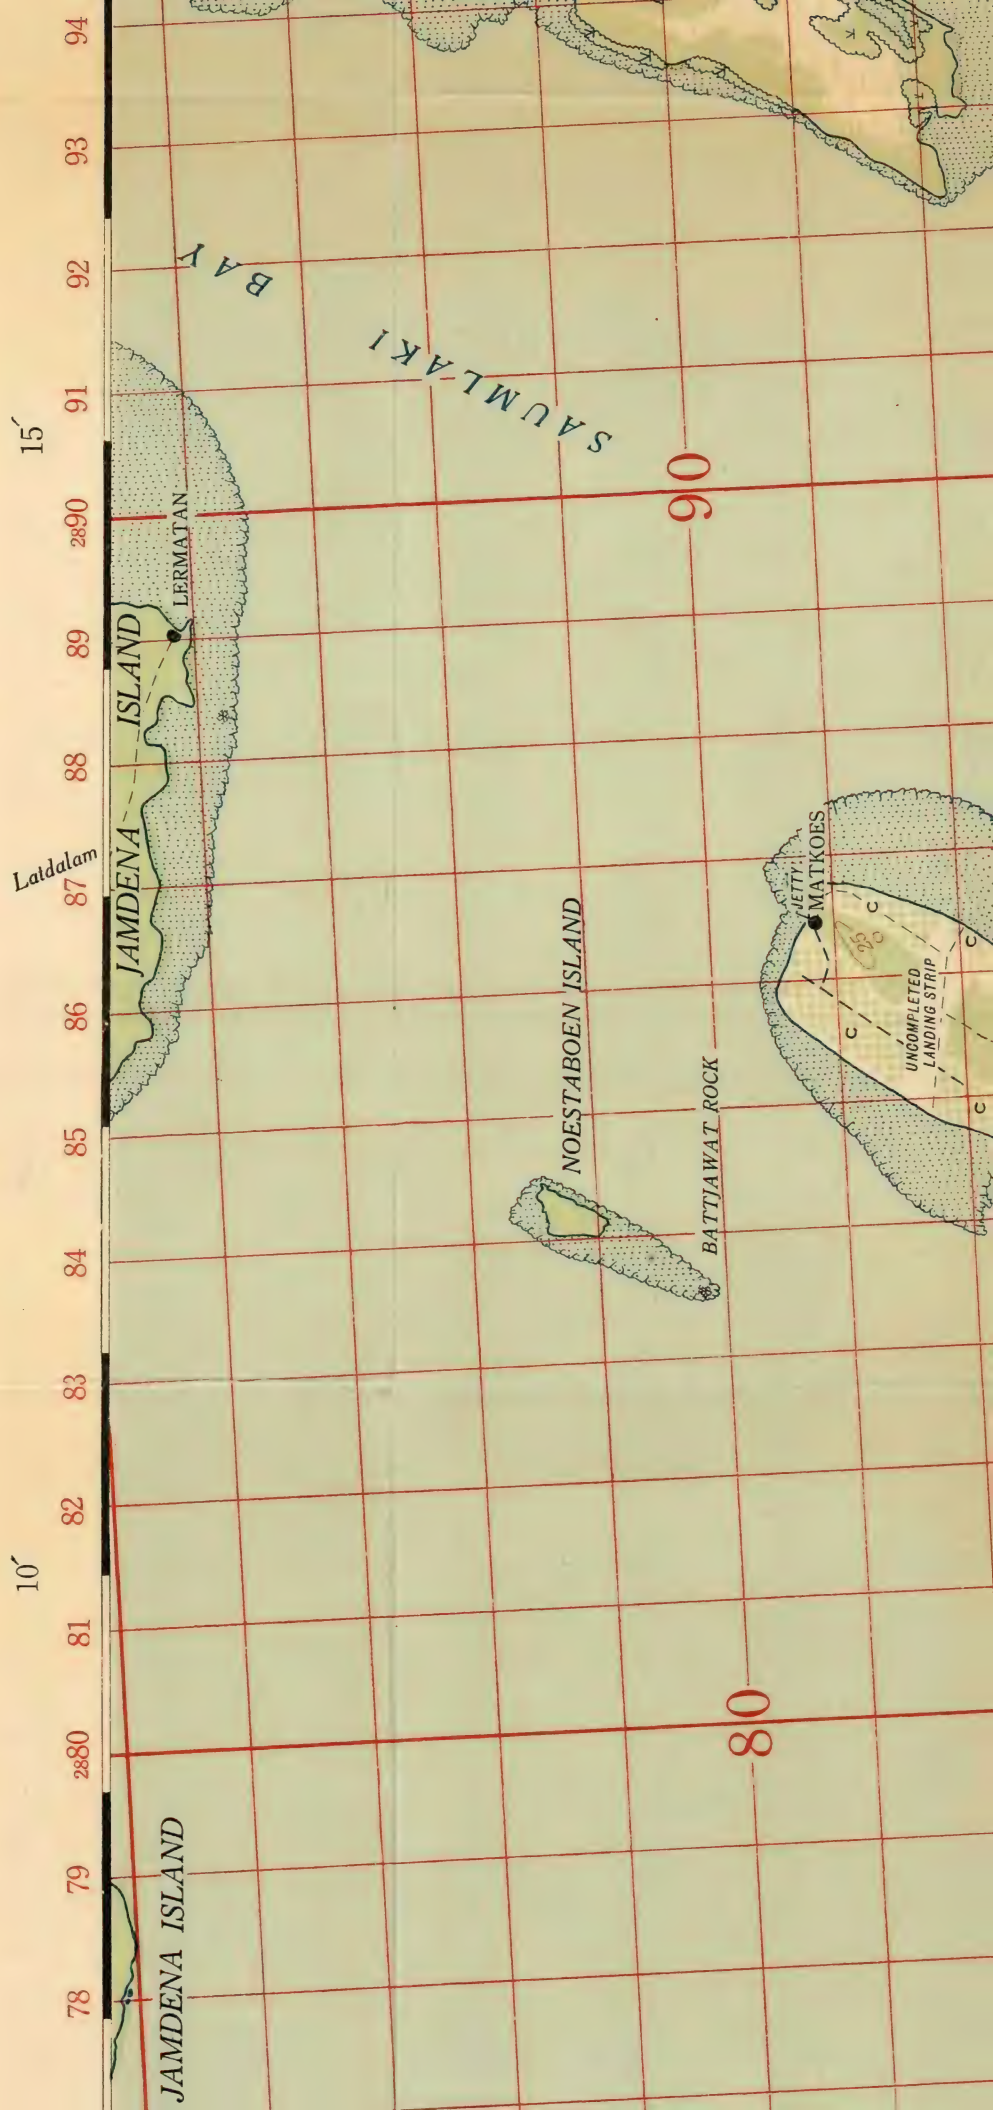 10′
15′
78
79
2880
81
82
83
84
85
86
87
88
89
2890
91
92
93
94
Latdalam
JAMDENA ISLAND
JAMDENA ISLAND
LERMATAN
SAUMLAKI
BAY
NOESTABOEN ISLAND
BATTJAWAT ROCK
80
90
JETTY
MATKOES
25
C
C
C
C
UNCOMPLETED
LANDING STRIP
K
K
K
K
K